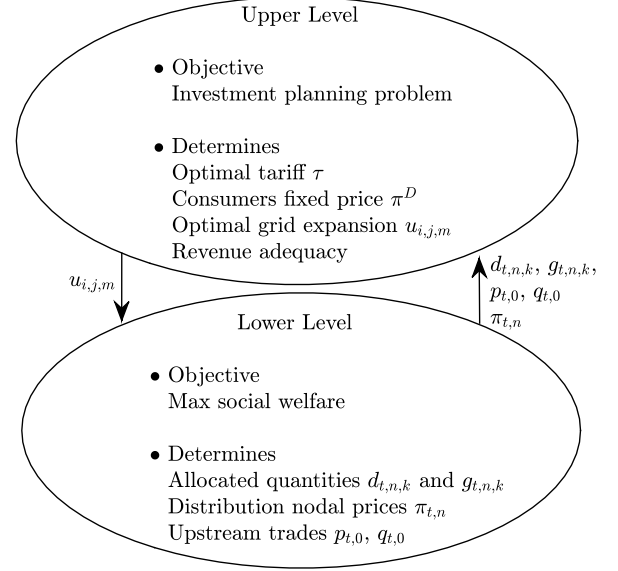 Upper Level
• Objective
Investment planning problem
• Determines
Optimal tariff τ
Consumers fixed price π^D
Optimal grid expansion u_{i,j,m}
Revenue adequacy
u_{i,j,m}
d_{t,n,k}, g_{t,n,k},
p_{t,0}, q_{t,0}
π_{t,n}
Lower Level
• Objective
Max social welfare
• Determines
Allocated quantities d_{t,n,k} and g_{t,n,k}
Distribution nodal prices π_{t,n}
Upstream trades p_{t,0}, q_{t,0}